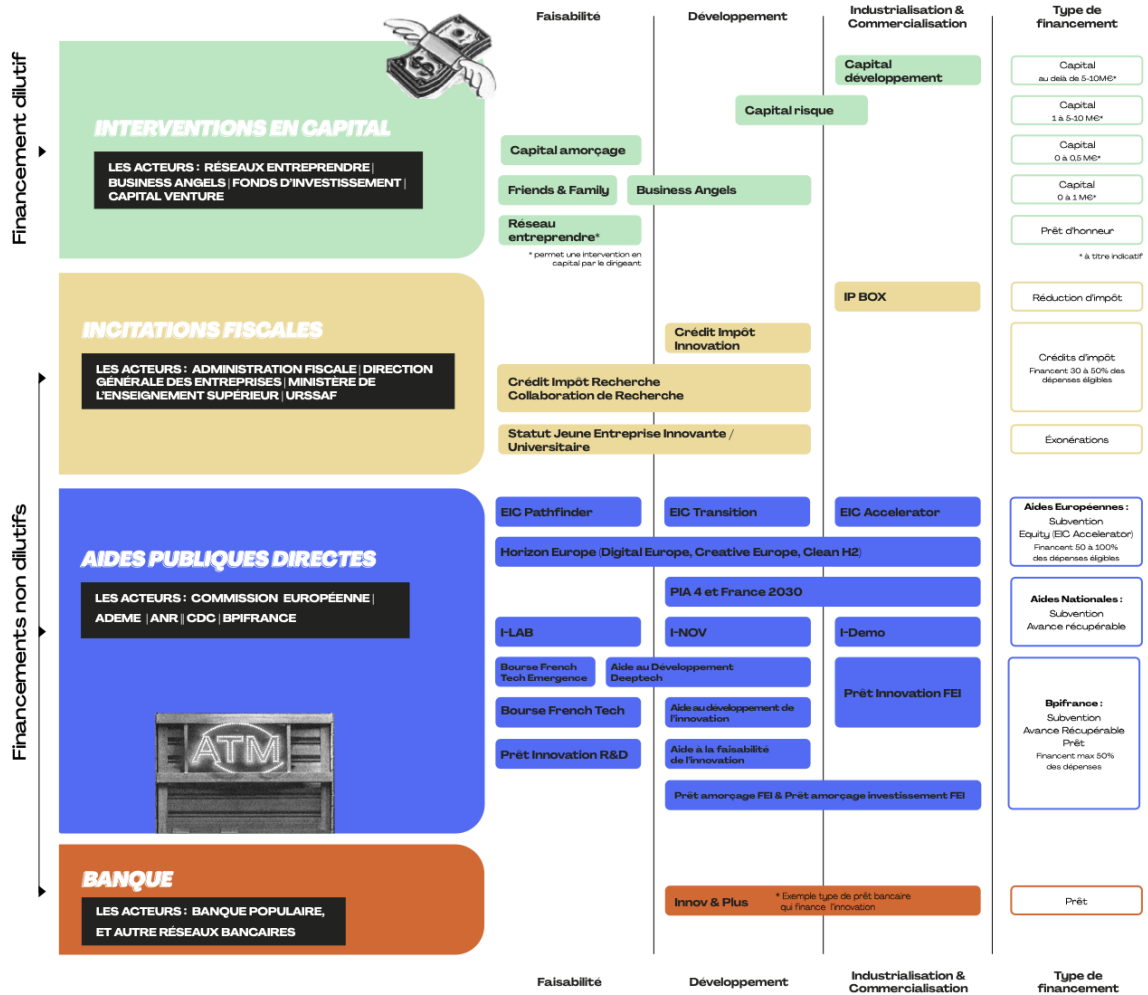 Faisabilité
Développement
Industrialisation &
Commercialisation
Type de
financement
Financement dilutif
INTERVENTIONS EN CAPITAL
LES ACTEURS : RÉSEAUX ENTREPRENDRE |
BUSINESS ANGELS | FONDS D'INVESTISSEMENT |
CAPITAL VENTURE
Capital
développement
Capital
au delà de 5-10M€*
Capital risque
Capital
1 à 5-10 M€*
Capital amorçage
Capital
0 à 0,5 M€*
Friends & Family
Business Angels
Capital
0 à 1 M€*
Réseau
entreprendre*
Prêt d'honneur
* permet une intervention en
capital par le dirigeant
* à titre indicatif
Financements non dilutifs
INCITATIONS FISCALES
LES ACTEURS : ADMINISTRATION FISCALE | DIRECTION
GÉNÉRALE DES ENTREPRISES | MINISTÈRE DE
L'ENSEIGNEMENT SUPÉRIEUR | URSSAF
IP BOX
Réduction d'impôt
Crédit Impôt
Innovation
Crédit Impôt Recherche
Collaboration de Recherche
Crédits d'impôt
Financent 30 à 50% des
dépenses éligibles
Statut Jeune Entreprise Innovante /
Universitaire
Éxonérations
AIDES PUBLIQUES DIRECTES
LES ACTEURS : COMMISSION EUROPÉENNE |
ADEME | ANR || CDC | BPIFRANCE
ATM
EIC Pathfinder
EIC Transition
EIC Accelerator
Horizon Europe (Digital Europe, Creative Europe, Clean H2)
Aides Européennes :
Subvention
Equity (EIC Accelerator)
Financent 50 à 100%
des dépenses éligibles
PIA 4 et France 2030
I-LAB
I-NOV
I-Demo
Aides Nationales :
Subvention
Avance récupérable
Bourse French
Tech Emergence
Aide au Développement
Deeptech
Prêt Innovation FEI
Bourse French Tech
Aide au développement de
l'innovation
Prêt Innovation R&D
Aide à la faisabilité
de l'innovation
Prêt amorçage FEI & Prêt amorçage investissement FEI
Bpifrance :
Subvention
Avance Récupérable
Prêt
Financent max 50%
des dépenses
BANQUE
LES ACTEURS : BANQUE POPULAIRE,
ET AUTRE RÉSEAUX BANCAIRES
Innov & Plus
* Exemple type de prêt bancaire
qui finance l'innovation
Prêt
Faisabilité
Développement
Industrialisation &
Commercialisation
Type de
financement